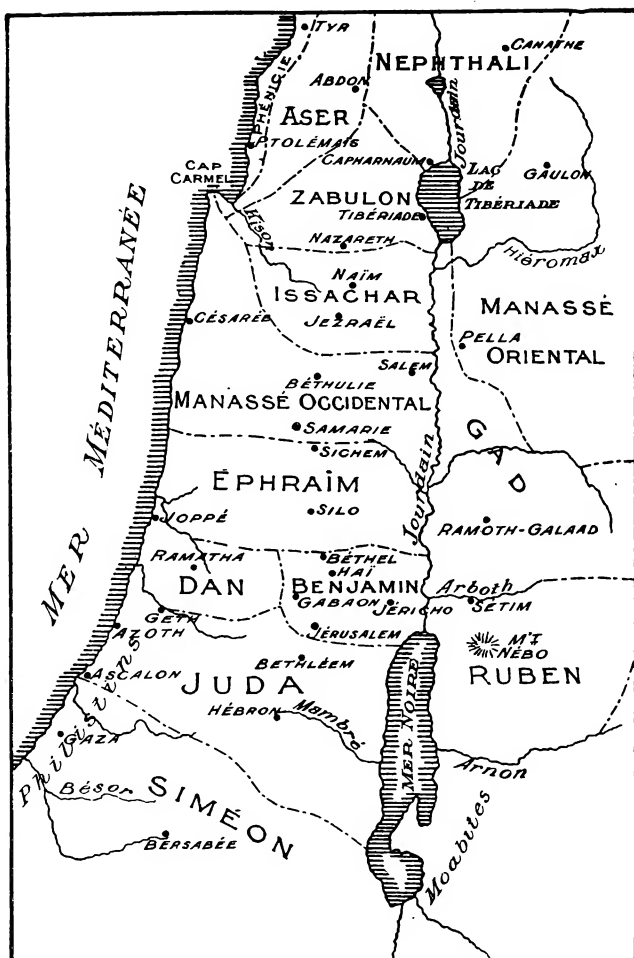 TYR
CANATHE
NEPHTHALI
PHÉNICIE
ABDON
ASER
Jourdain
PTOLÉMAÏS
CAPHARNAUM
LAC
DE
TIBÉRIADE
GAULON
CAP
CARMEL
ZABULON
TIBÉRIADE
Kison
NAZARETH
Hiéromax
NAÏM
ISSACHAR
MANASSÉ
ORIENTAL
CÉSARÉE
JEZRAËL
PELLA
SALEM
BÉTHULIE
MANASSÉ OCCIDENTAL
SAMARIE
SICHEM
GAD
MER MÉDITERRANÉE
ÉPHRAÏM
Jourdain
SILO
JOPPÉ
RAMOTH-GALAAD
RAMATHA
BÉTHEL
HAÏ
DAN
BENJAMIN
Arboth
GABAON
JÉRICHO
SETIM
GETH
AZOTH
JÉRUSALEM
MT
NÉBO
BETHLÉEM
RUBEN
ASCALON
JUDA
HÉBRON
Mambré
MER NOIRE
Philistins
GAZA
Arnon
Bésor
SIMÉON
Moabites
BERSABÉE